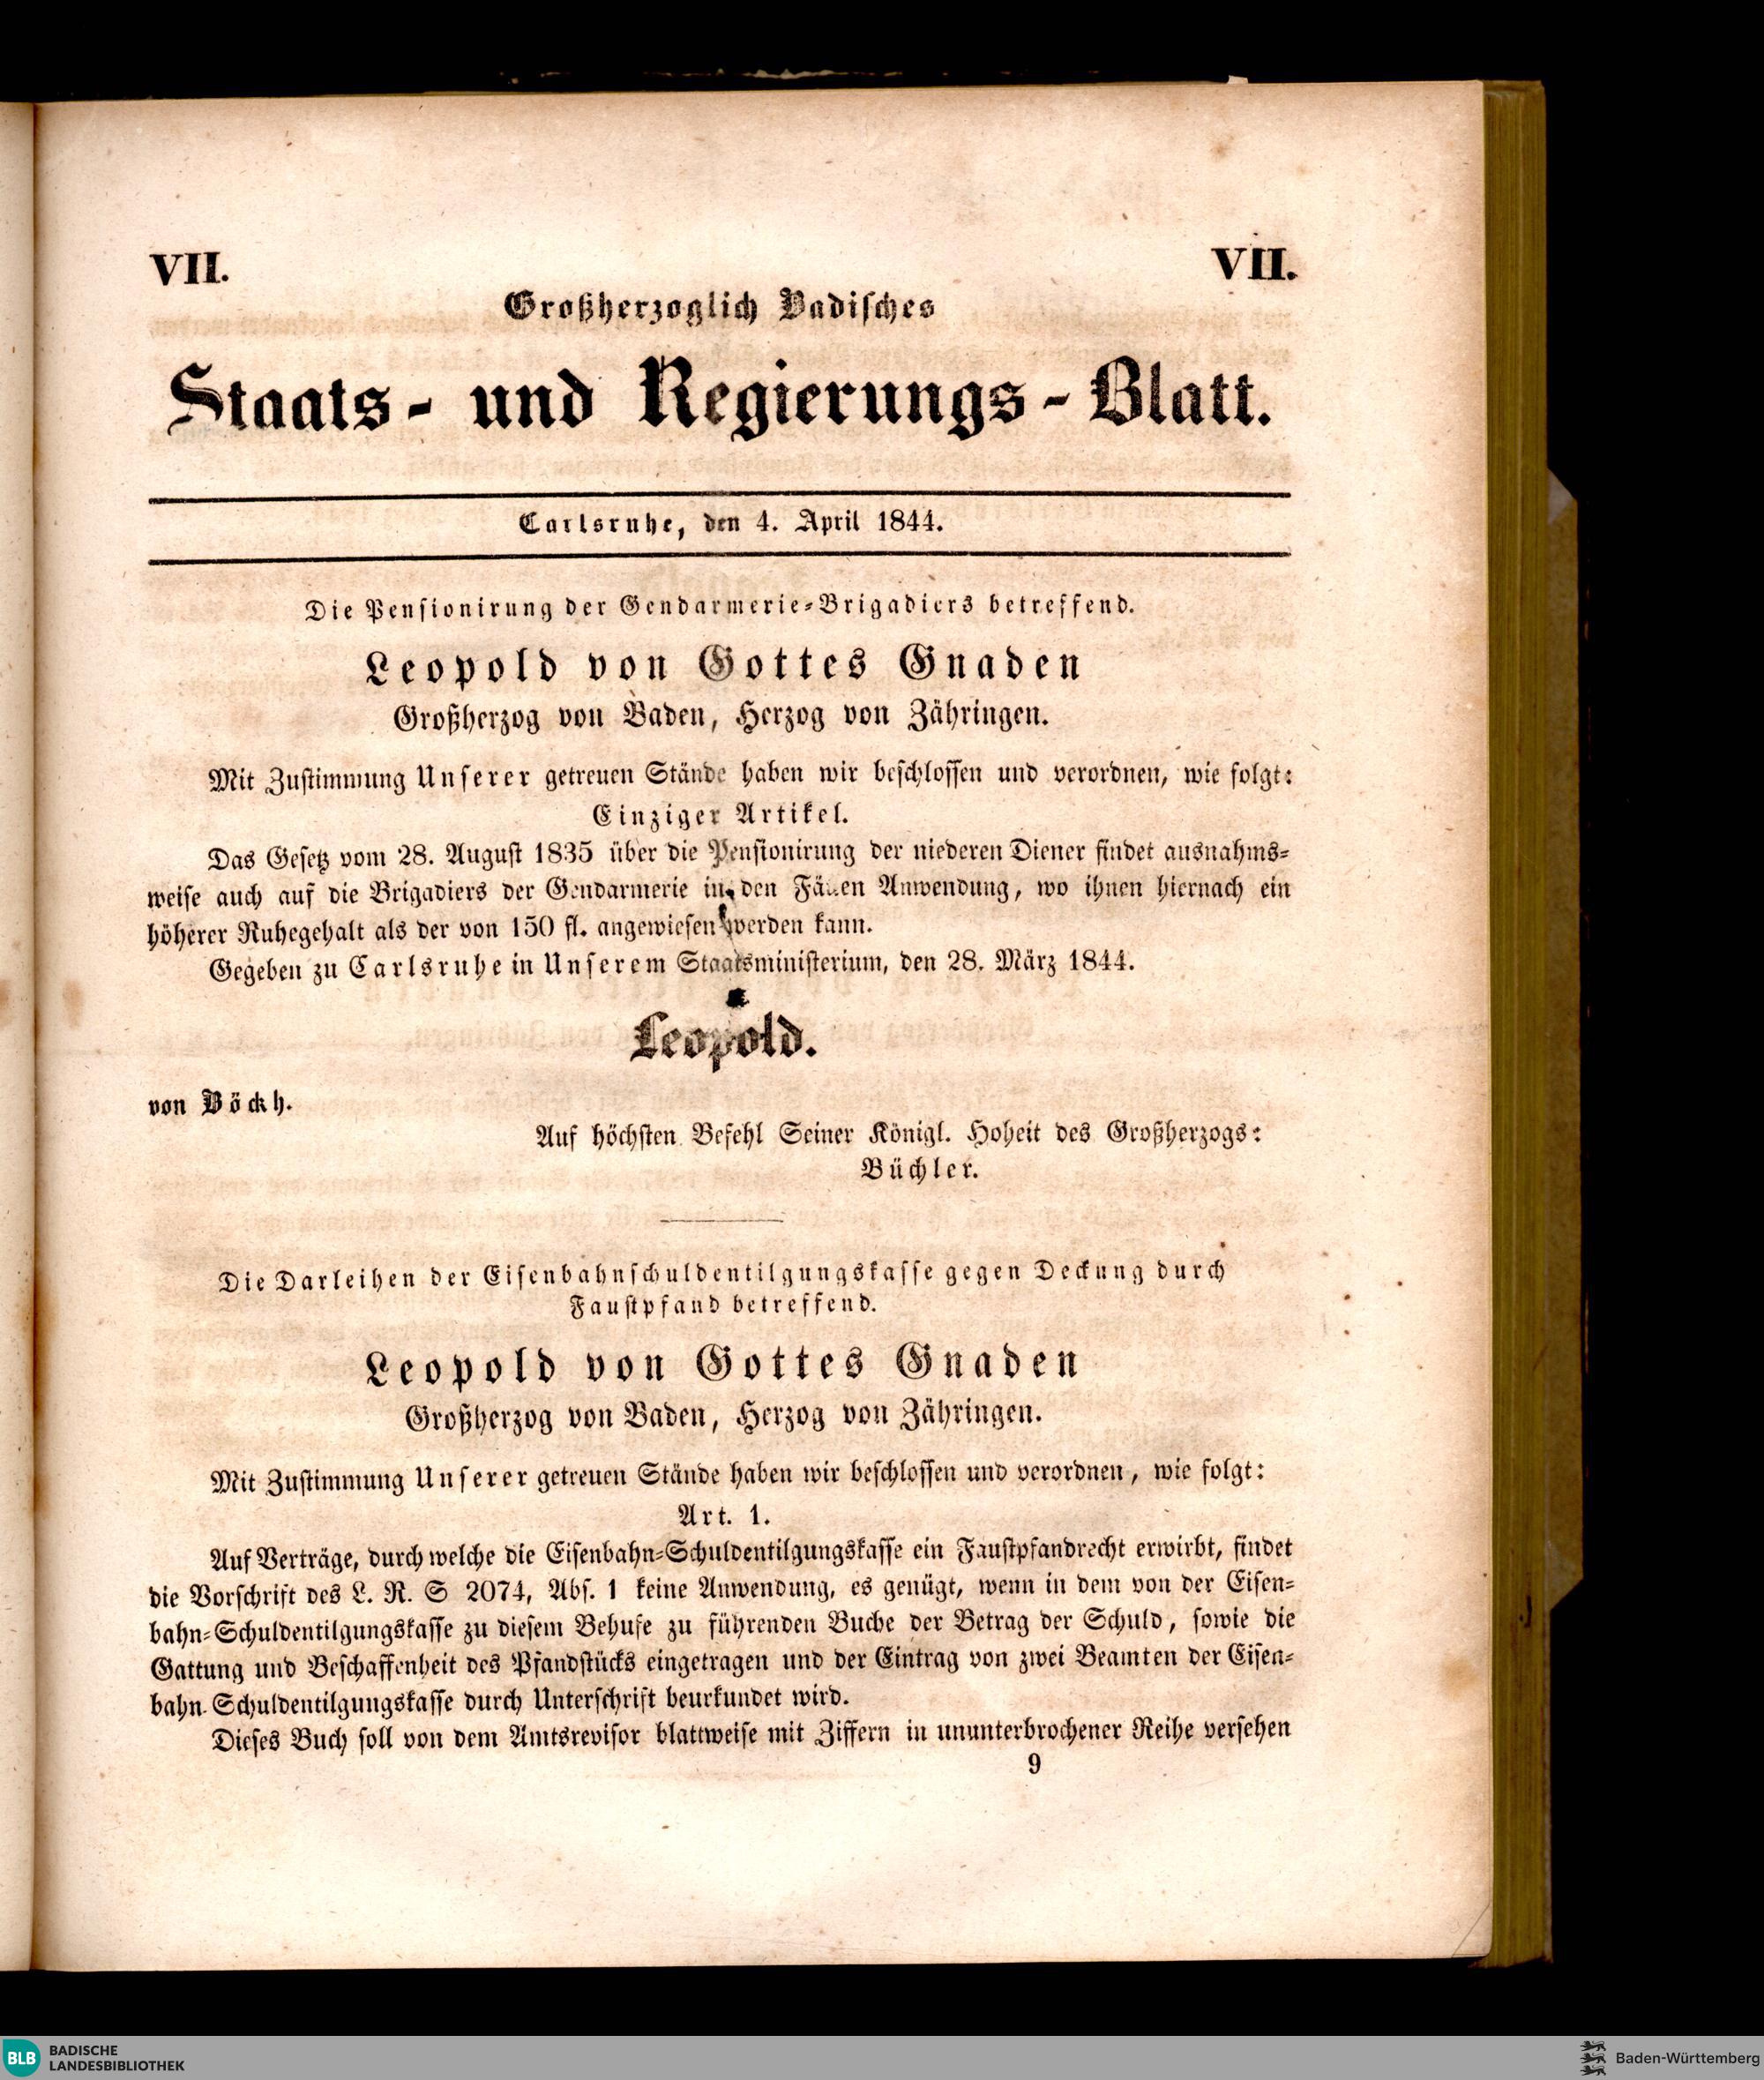 VII.
VII.
Großherzoglich Badisches
Staats- und Regierungs-Blatt.
Carlsruhe, den 4. April 1844.
Die Pensionirung der Gendarmerie-Brigadiers betreffend.
Leopold von Gottes Gnaden
Großherzog von Baden, Herzog von Zähringen.
Mit Zustimmung Unserer getreuen Stände haben wir beschlossen und verordnen, wie folgt:
Einziger Artikel.
Das Gesetz vom 28. August 1835 über die Pensionirung der niederen Diener findet ausnahms-
weise auch auf die Brigadiers der Gendarmerie in den Fällen Anwendung, wo ihnen hiernach ein
höherer Ruhegehalt als der von 150 fl. angewiesen werden kann.
Gegeben zu Carlsruhe in Unserem Staatsministerium, den 28. März 1844.
Leopold.
von Böckh.
Auf höchsten Befehl Seiner Königl. Hoheit des Großherzogs:
Büchler.
Die Darleihen der Eisenbahnschuldentilgungskasse gegen Deckung durch
Faustpfand betreffend.
Leopold von Gottes Gnaden
Großherzog von Baden, Herzog von Zähringen.
Mit Zustimmung Unserer getreuen Stände haben wir beschlossen und verordnen, wie folgt:
Art. 1.
Auf Verträge, durch welche die Eisenbahn-Schuldentilgungskasse ein Faustpfandrecht erwirbt, findet
die Vorschrift des L. R. S 2074, Abs. 1 keine Anwendung, es genügt, wenn in dem von der Eisen-
bahn-Schuldentilgungskasse zu diesem Behufe zu führenden Buche der Betrag der Schuld, sowie die
Gattung und Beschaffenheit des Pfandstücks eingetragen und der Eintrag von zwei Beamten der Eisen-
bahn-Schuldentilgungskasse durch Unterschrift beurkundet wird.
Dieses Buch soll von dem Amtsrevisor blattweise mit Ziffern in ununterbrochener Reihe versehen
9
BLB BADISCHE
LANDESBIBLIOTHEK
Baden-Württemberg